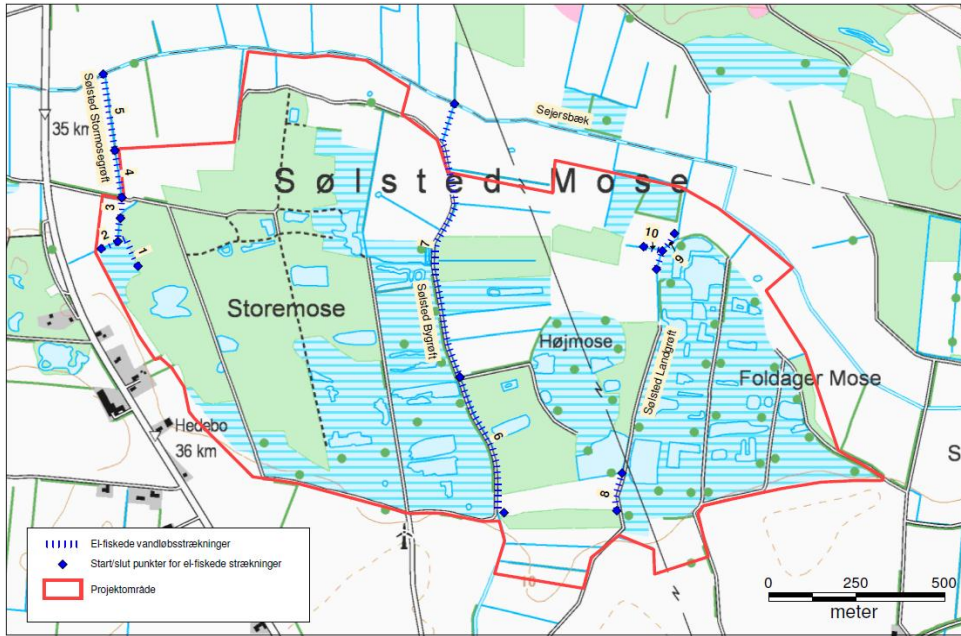 Sølsted Stormosegrøft
5
35 km
4
3
2
1
Sejersbæk
Sølsted Mose
7
Sølsted Bygrøft
10
9
Storemose
Højmose
Sølsted Landgrøft
Foldager Mose
Hedebo
36 km
6
8
S
10
El-fiskede vandløbsstrækninger
Start/slut punkter for el-fiskede strækninger
Projektområde
0 250 500
meter